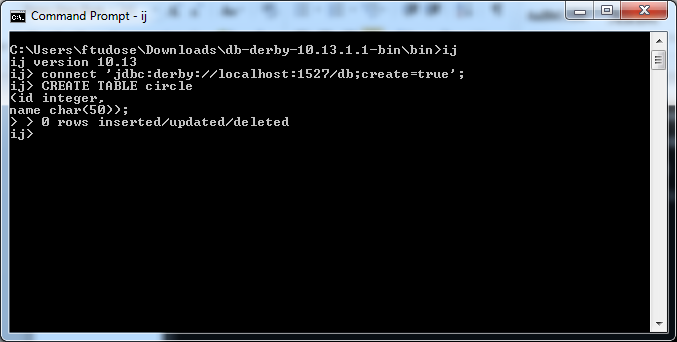 Command Prompt - ij
C:\Users\ftudose\Downloads\db-derby-10.13.1.1-bin\bin>ij
ij version 10.13
ij> connect 'jdbc:derby://localhost:1527/db;create=true';
ij> CREATE TABLE circle
(id integer,
name char(50));
> > 0 rows inserted/updated/deleted
ij>